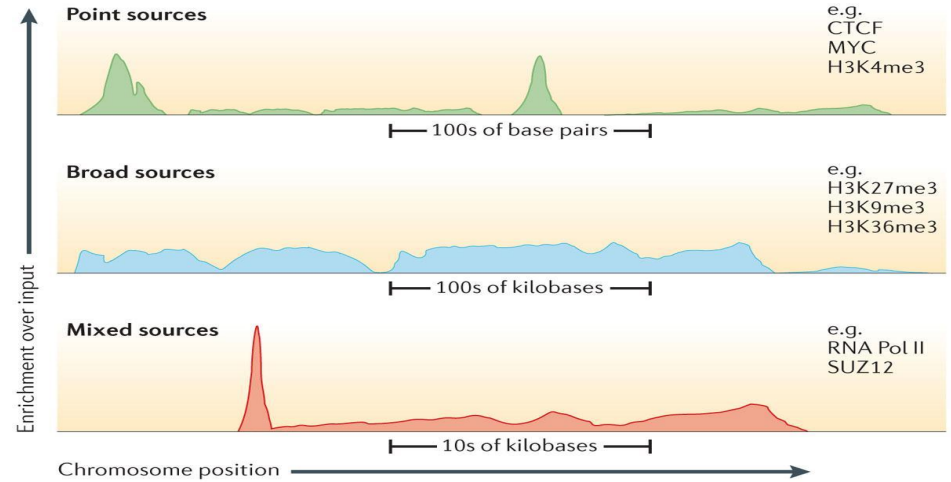 Point sources
e.g.
CTCF
MYC
H3K4me3
100s of base pairs
Broad sources
e.g.
H3K27me3
H3K9me3
H3K36me3
100s of kilobases
Mixed sources
e.g.
RNA Pol II
SUZ12
10s of kilobases
Enrichment over input
Chromosome position